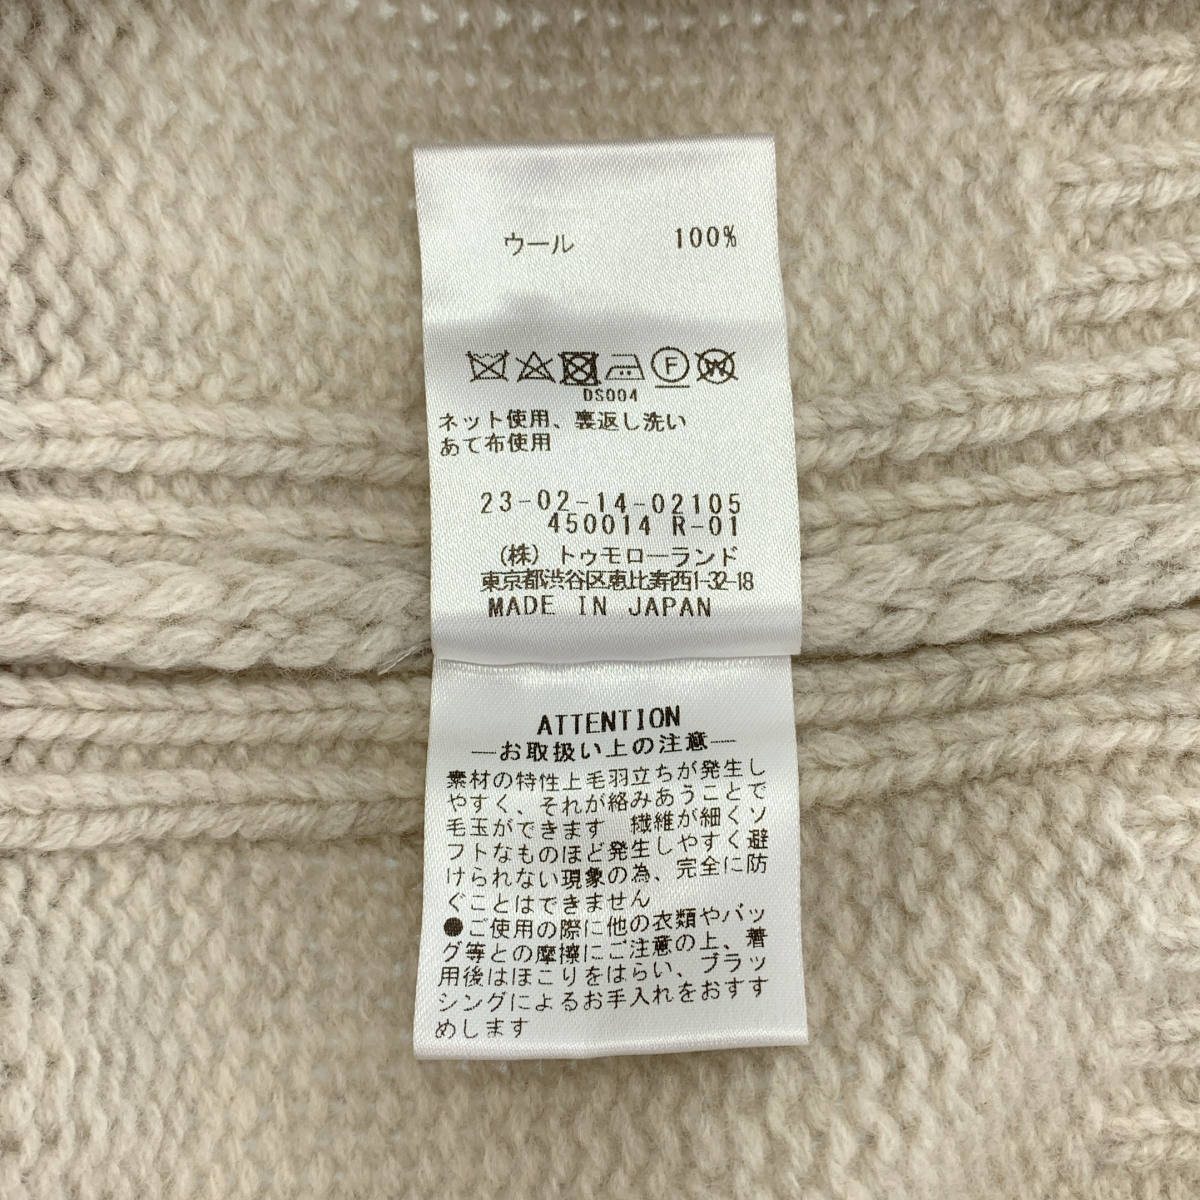 ウール 100%
F W
DS004
ネット使用、裏返し洗い
あて布使用
23-02-14-02105
450014 R-01
(株) トゥモローランド
東京都渋谷区恵比寿西1-32-18
MADE IN JAPAN
ATTENTION
―お取扱い上の注意―
素材の特性上毛羽立ちが発生し
やすく、それが絡みあうことで
毛玉ができます 繊維が細くソ
フトなものほど発生しやすく避
けられない現象の為、完全に防
ぐことはできません
●ご使用の際に他の衣類やバッ
グ等との摩擦にご注意の上、着
用後はほこりをはらい、ブラッ
シングによるお手入れをおすす
めします